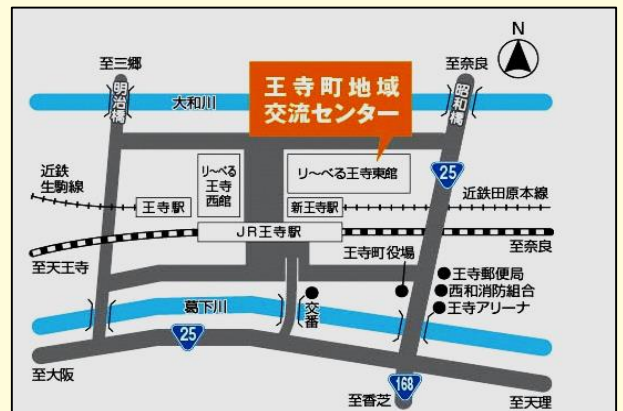 N
至三郷
至奈良
王寺町地域
交流センター
明治橋
大和川
昭和橋
25
近鉄
生駒線
王寺駅
リ～べる
王寺
西館
リ～べる王寺東館
新王寺駅
近鉄田原本線
JR王寺駅
至天王寺
王寺町役場
至奈良
王寺郵便局
西和消防組合
王寺アリーナ
葛下川
交番
25
至大阪
168
至香芝
至天理